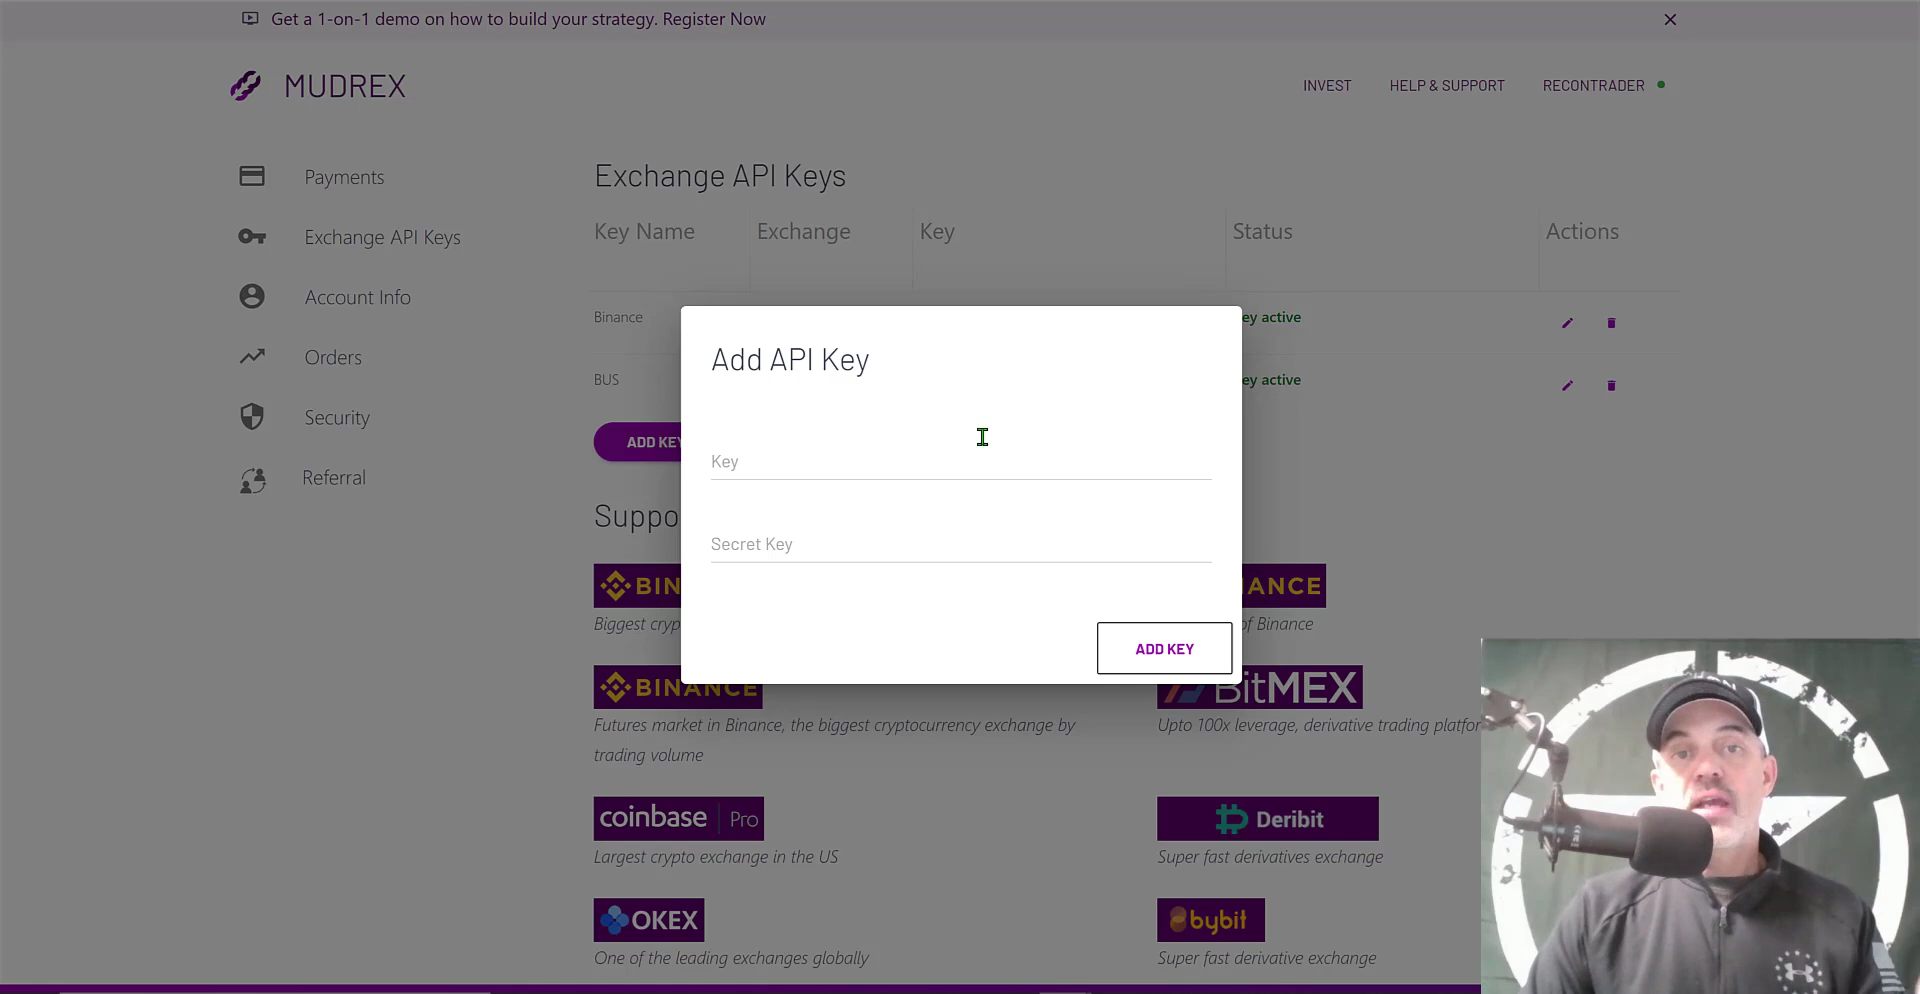 Get a 1-on-1 demo on how to build your strategy. Register Now
MUDREX
INVEST
HELP & SUPPORT
RECONTRADER
Payments
Exchange API Keys
Account Info
Orders
Security
Referral
Exchange API Keys
Key Name
Exchange
Key
Status
Actions
Binance
ey active
BUS
ey active
ADD KEY
Add API Key
Key
Secret Key
ADD KEY
Suppo
BIN
ANCE
Biggest cryp
of Binance
BINANCE
BitMEX
Futures market in Binance, the biggest cryptocurrency exchange by
trading volume
Upto 100x leverage, derivative trading platfor
coinbase Pro
Deribit
Largest crypto exchange in the US
Super fast derivatives exchange
OKEX
bybit
One of the leading exchanges globally
Super fast derivative exchange